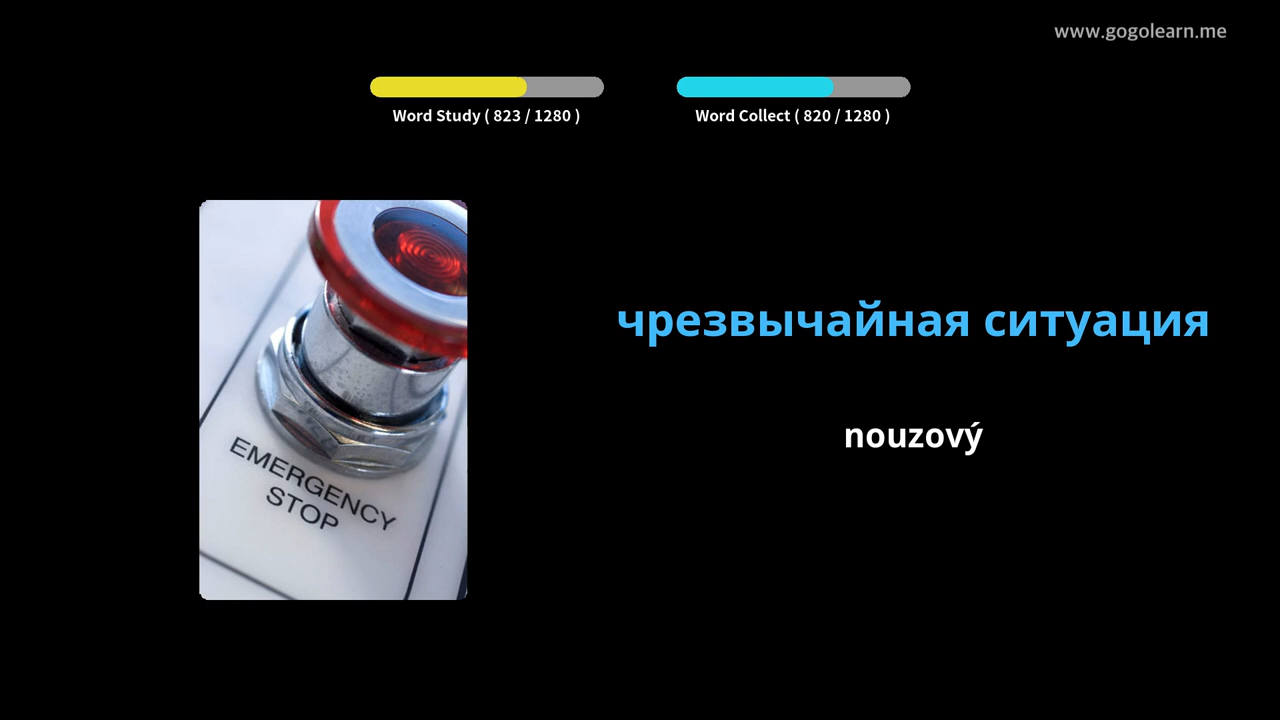 www.gogolearn.me
Word Study ( 823 / 1280 )
Word Collect ( 820 / 1280 )
чрезвычайная ситуация
nouzový
EMERGENCY
STOP